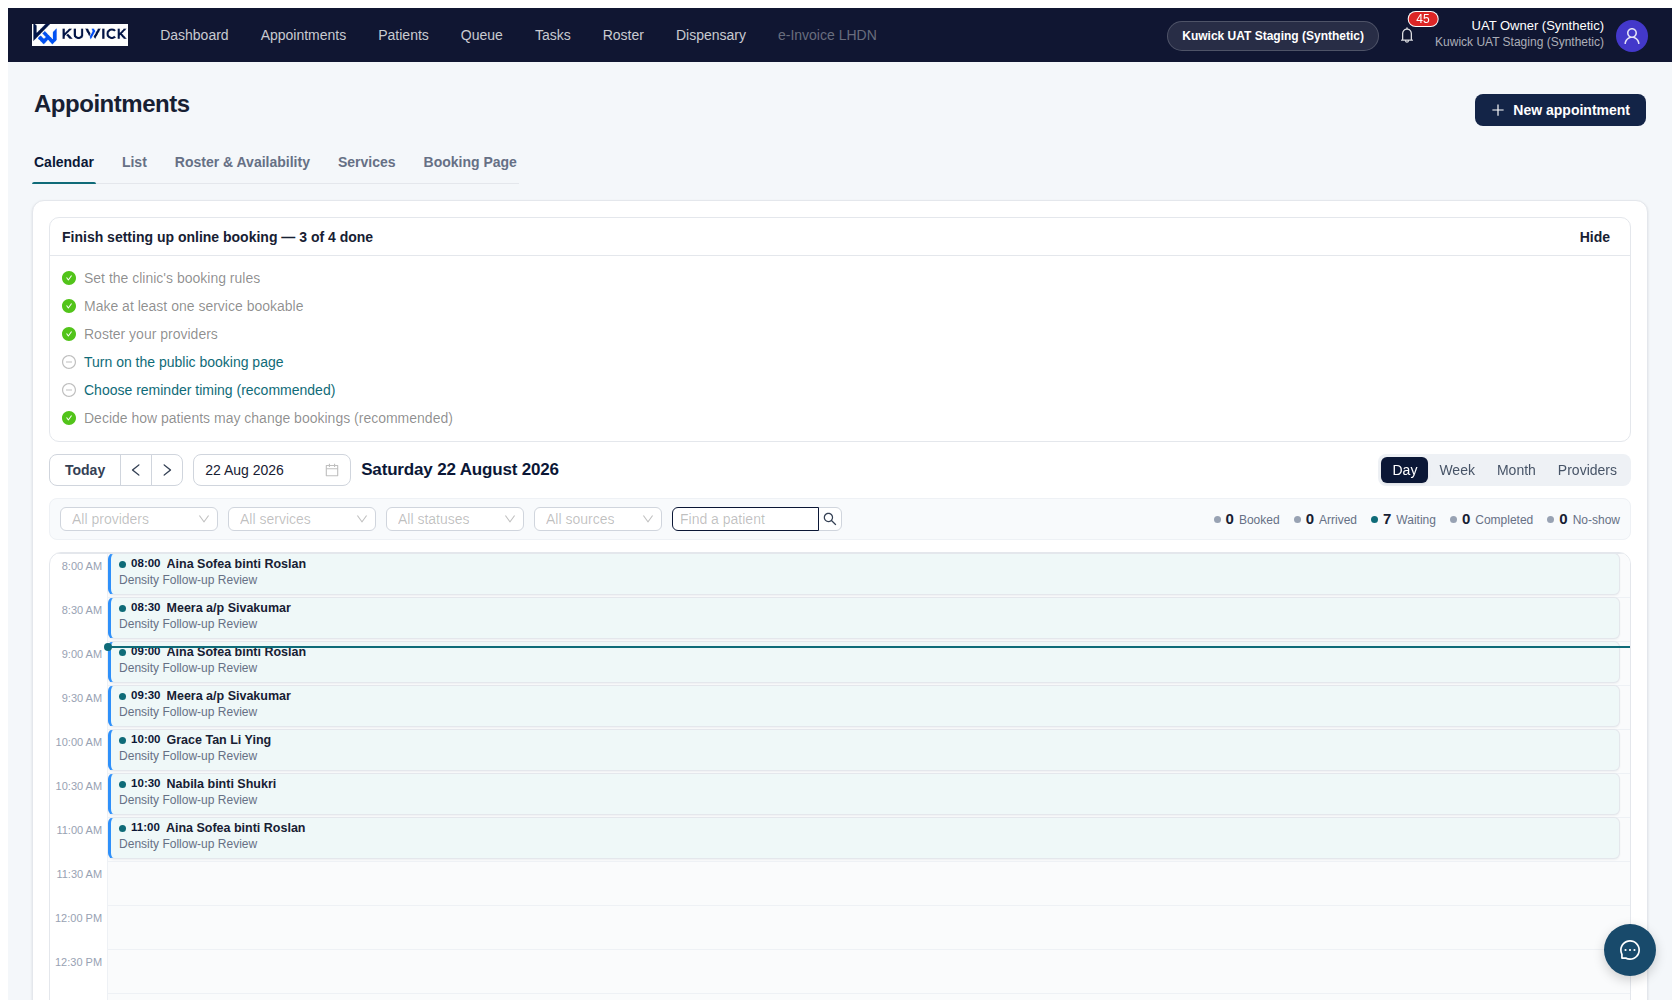 KUWICK
Dashboard
Appointments
Patients
Queue
Tasks
Roster
Dispensary
e-Invoice LHDN
Kuwick UAT Staging (Synthetic)
45
UAT Owner (Synthetic)
Kuwick UAT Staging (Synthetic)
Appointments
New appointment
Calendar
List
Roster & Availability
Services
Booking Page
Finish setting up online booking — 3 of 4 done
Hide
Set the clinic's booking rules
Make at least one service bookable
Roster your providers
Turn on the public booking page
Choose reminder timing (recommended)
Decide how patients may change bookings (recommended)
Today
22 Aug 2026
Saturday 22 August 2026
Day
Week
Month
Providers
All providers
All services
All statuses
All sources
Find a patient
0 Booked
0 Arrived
7 Waiting
0 Completed
0 No-show
8:00 AM
08:00 Aina Sofea binti Roslan
Density Follow-up Review
8:30 AM
08:30 Meera a/p Sivakumar
Density Follow-up Review
9:00 AM
09:00 Aina Sofea binti Roslan
Density Follow-up Review
9:30 AM
09:30 Meera a/p Sivakumar
Density Follow-up Review
10:00 AM
10:00 Grace Tan Li Ying
Density Follow-up Review
10:30 AM
10:30 Nabila binti Shukri
Density Follow-up Review
11:00 AM
11:00 Aina Sofea binti Roslan
Density Follow-up Review
11:30 AM
12:00 PM
12:30 PM